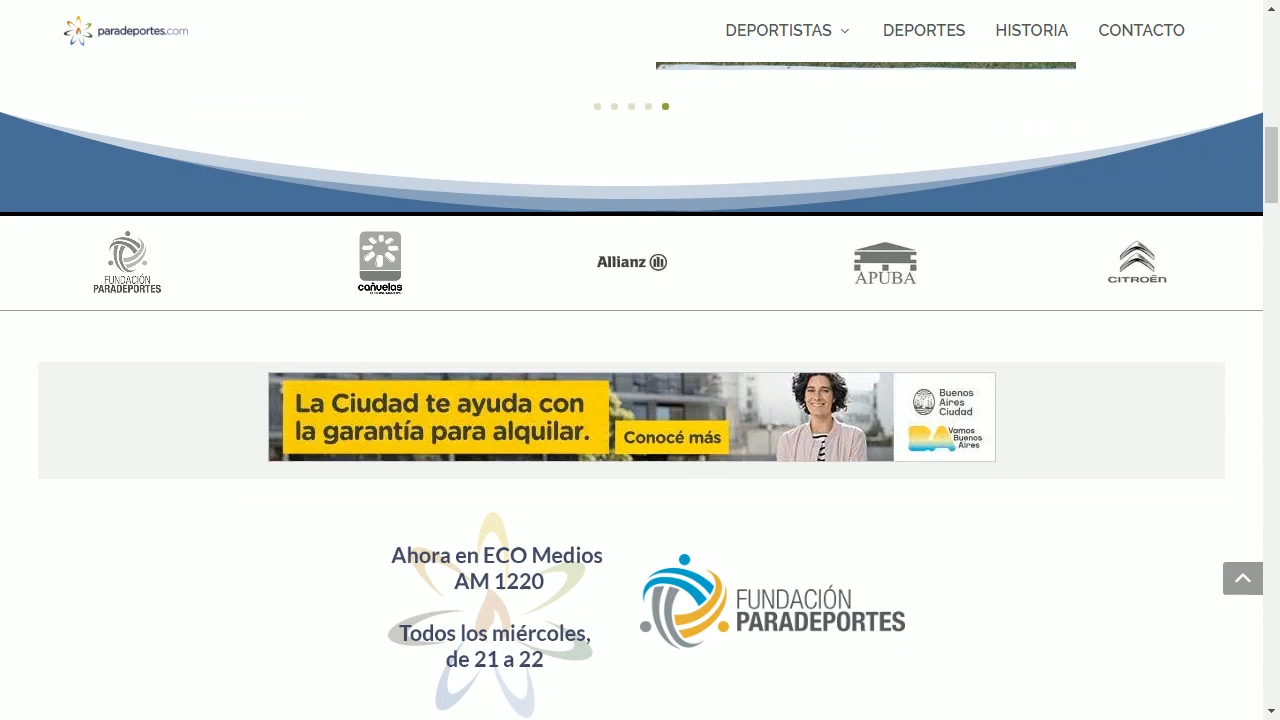 paradeportes.com
DEPORTISTAS
DEPORTES
HISTORIA
CONTACTO
FUNDACIÓN
PARADEPORTES
cañuelas
Allianz
APUBA
CITROËN
La Ciudad te ayuda con
la garantía para alquilar.
Conocé más
Buenos
Aires
Ciudad
BA
Vamos
Buenos
Aires
Ahora en ECO Medios
AM 1220
Todos los miércoles,
de 21 a 22
FUNDACIÓN
PARADEPORTES